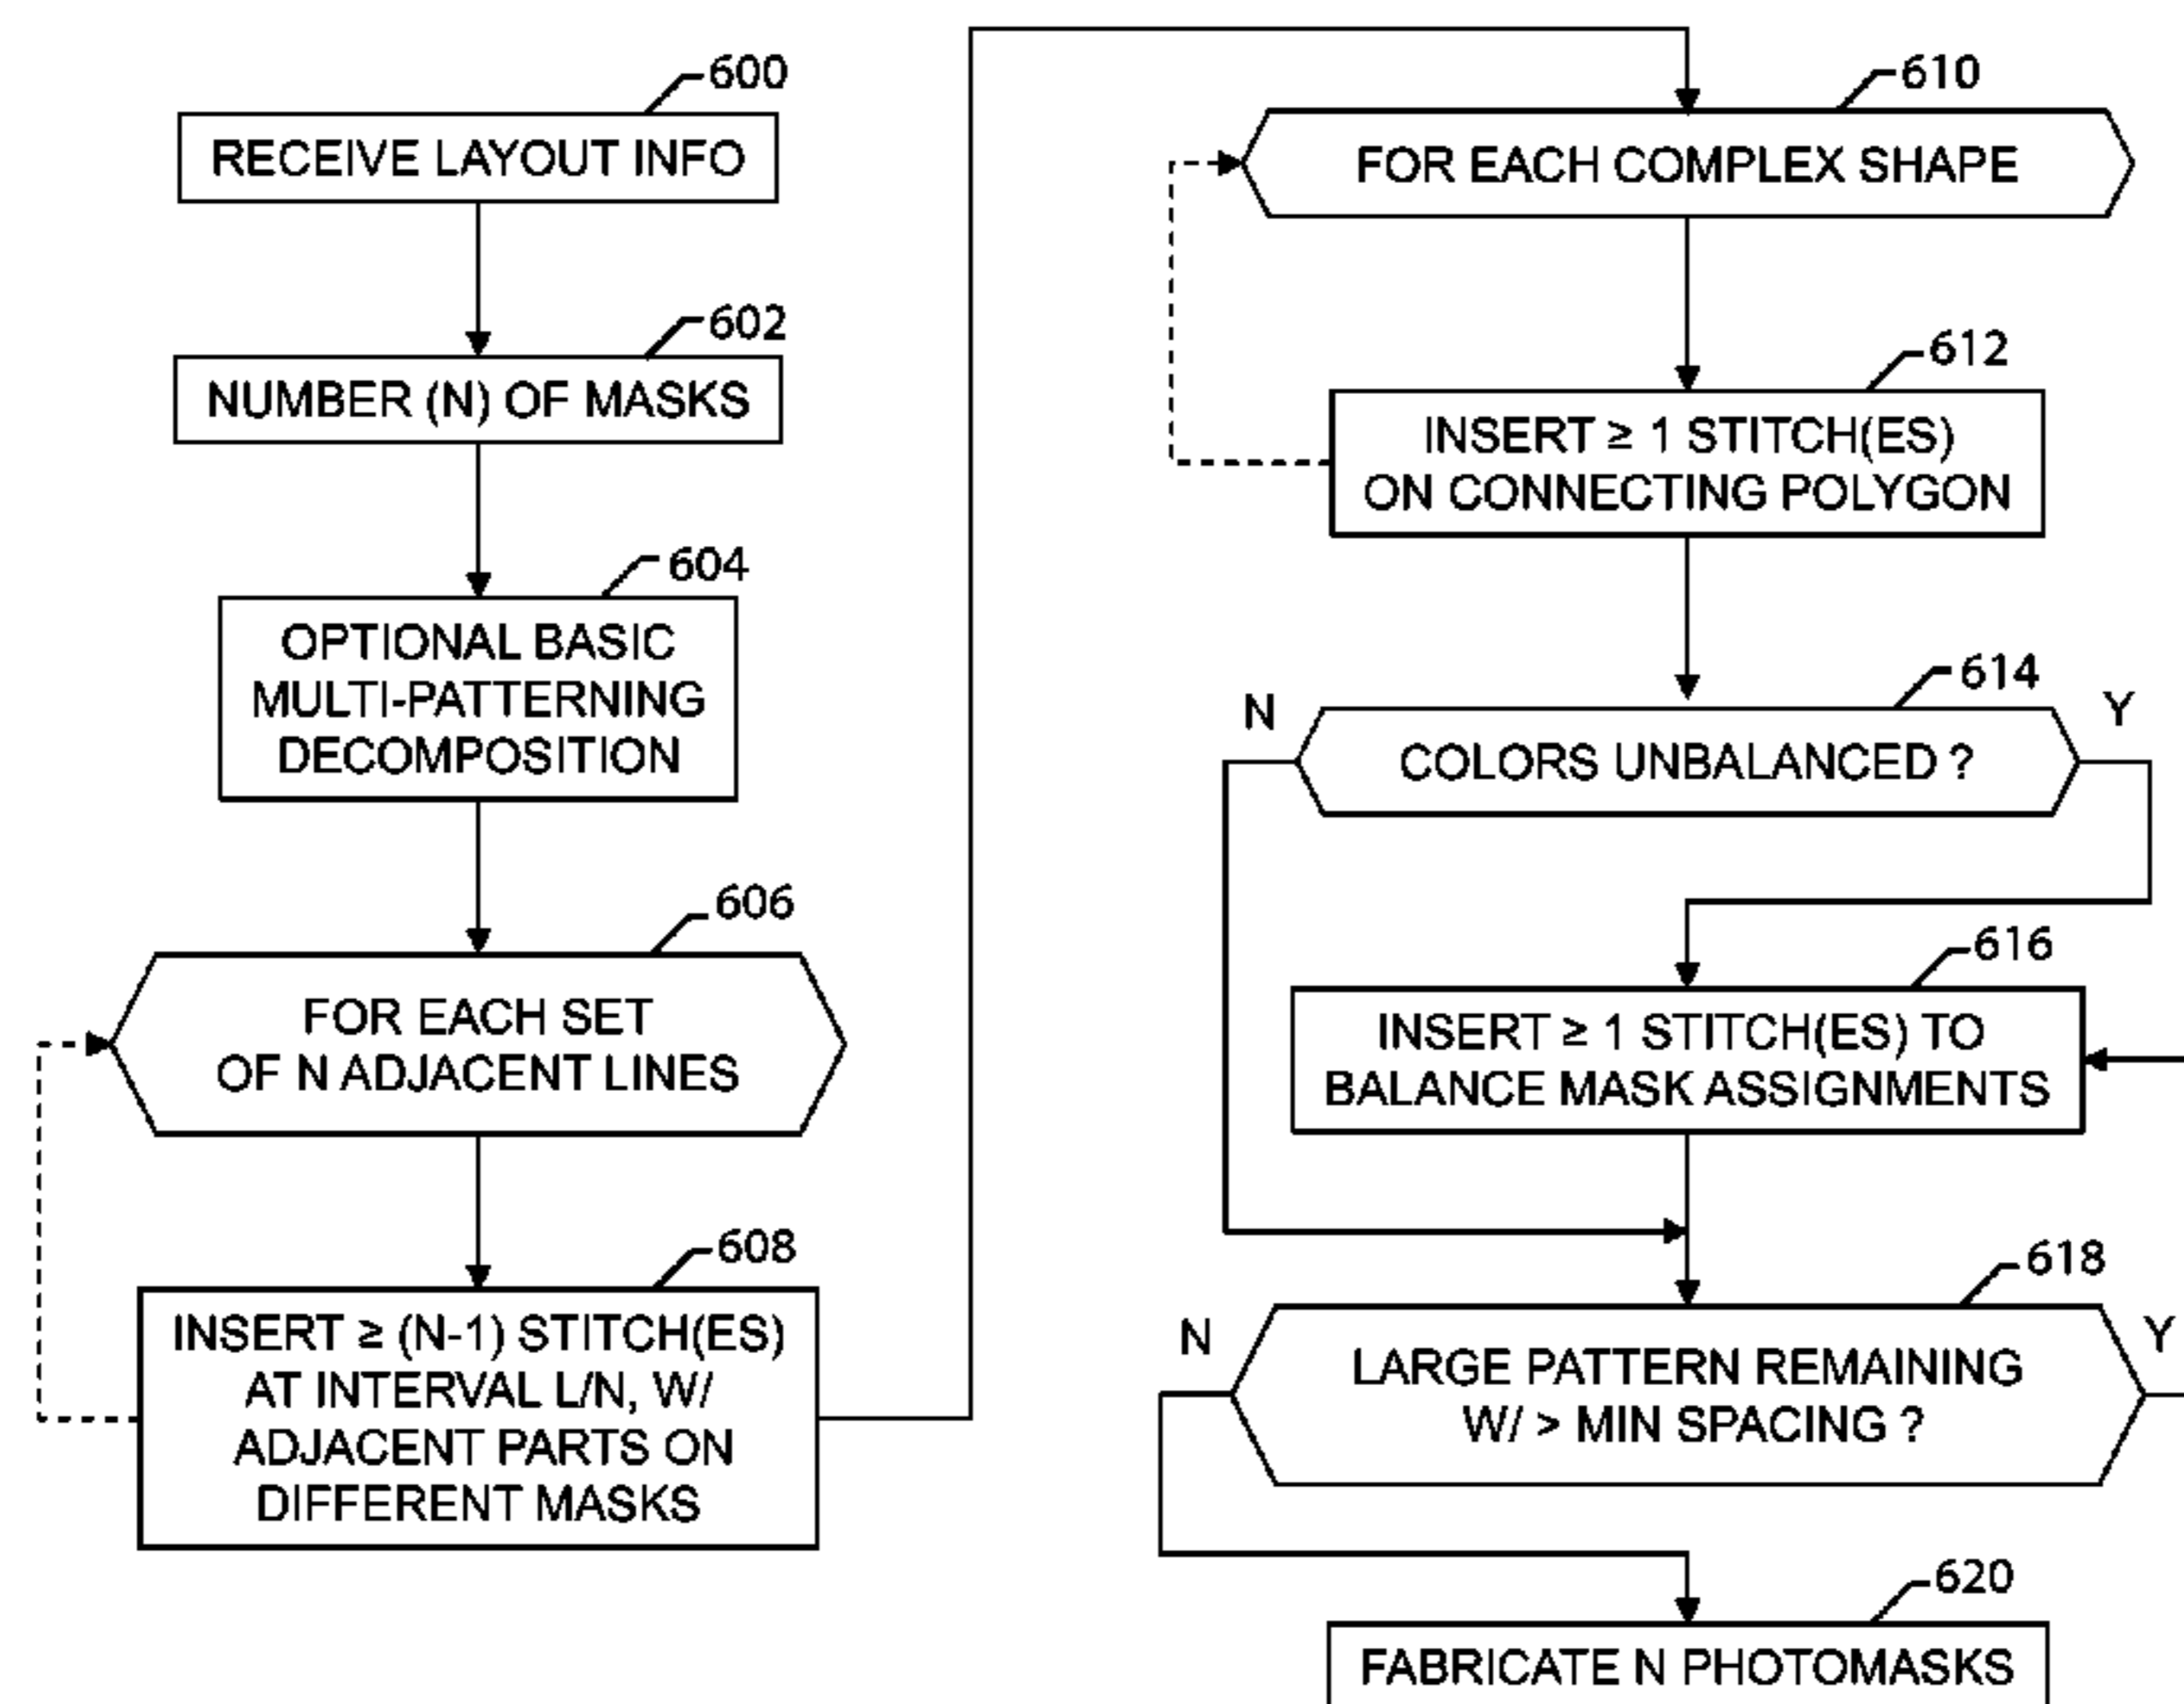 600
RECEIVE LAYOUT INFO
602
NUMBER (N) OF MASKS
604
OPTIONAL BASIC
MULTI-PATTERNING
DECOMPOSITION
606
FOR EACH SET
OF N ADJACENT LINES
608
INSERT ≥ (N-1) STITCH(ES)
AT INTERVAL L/N, W/
ADJACENT PARTS ON
DIFFERENT MASKS
610
FOR EACH COMPLEX SHAPE
612
INSERT ≥ 1 STITCH(ES)
ON CONNECTING POLYGON
614
N
Y
COLORS UNBALANCED ?
616
INSERT ≥ 1 STITCH(ES) TO
BALANCE MASK ASSIGNMENTS
618
N
Y
LARGE PATTERN REMAINING
W/ > MIN SPACING ?
620
FABRICATE N PHOTOMASKS